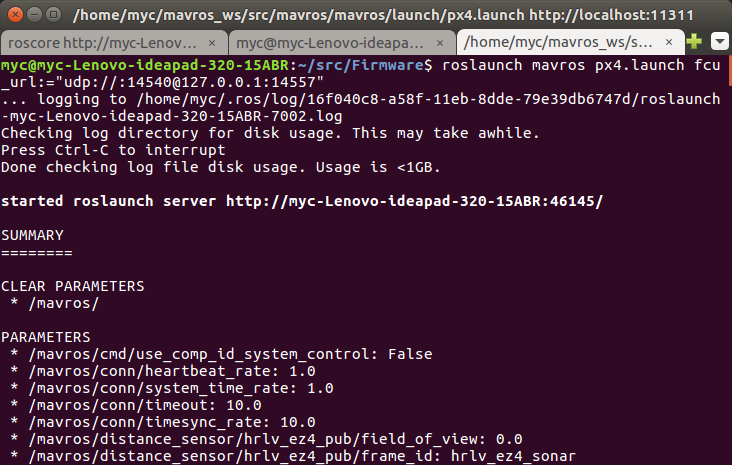 /home/myc/mavros_ws/src/mavros/mavros/launch/px4.launch http://localhost:11311
roscore http://myc-Lenov... × myc@myc-Lenovo-ideapa... × /home/myc/mavros_ws/s... ×
myc@myc-Lenovo-ideapad-320-15ABR:~/src/Firmware$ roslaunch mavros px4.launch fcu
_url:="udp://:14540@127.0.0.1:14557"
... logging to /home/myc/.ros/log/16f040c8-a58f-11eb-8dde-79e39db6747d/roslaunch
-myc-Lenovo-ideapad-320-15ABR-7002.log
Checking log directory for disk usage. This may take awhile.
Press Ctrl-C to interrupt
Done checking log file disk usage. Usage is <1GB.
started roslaunch server http://myc-Lenovo-ideapad-320-15ABR:46145/
SUMMARY
========
CLEAR PARAMETERS
 * /mavros/
PARAMETERS
 * /mavros/cmd/use_comp_id_system_control: False
 * /mavros/conn/heartbeat_rate: 1.0
 * /mavros/conn/system_time_rate: 1.0
 * /mavros/conn/timeout: 10.0
 * /mavros/conn/timesync_rate: 10.0
 * /mavros/distance_sensor/hrlv_ez4_pub/field_of_view: 0.0
 * /mavros/distance_sensor/hrlv_ez4_pub/frame_id: hrlv_ez4_sonar